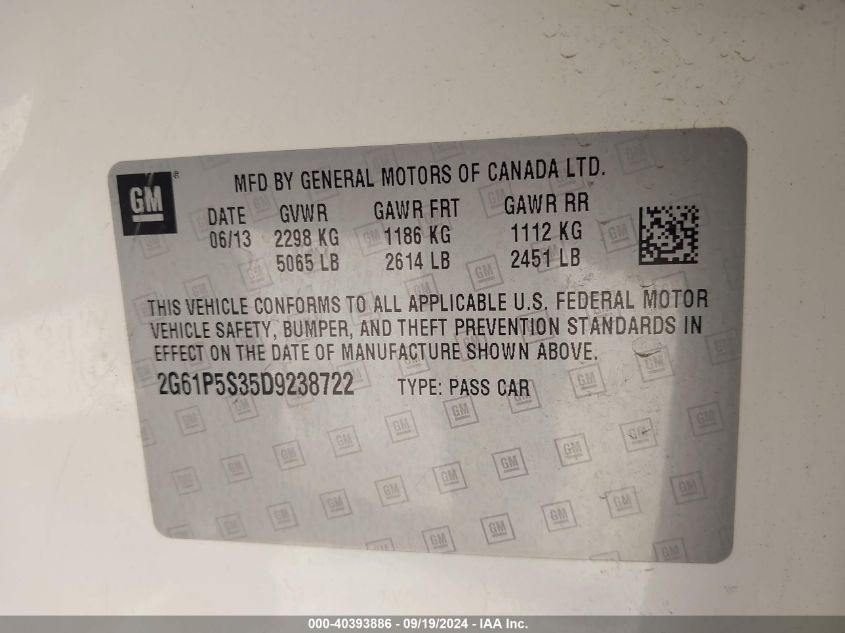 GM®
MFD BY GENERAL MOTORS OF CANADA LTD.
DATE GVWR GAWR FRT GAWR RR
06/13 2298 KG 1186 KG 1112 KG
5065 LB 2614 LB 2451 LB
THIS VEHICLE CONFORMS TO ALL APPLICABLE U.S. FEDERAL MOTOR
VEHICLE SAFETY, BUMPER, AND THEFT PREVENTION STANDARDS IN
EFFECT ON THE DATE OF MANUFACTURE SHOWN ABOVE.
2G61P5S35D9238722 TYPE: PASS CAR
000-40393886 - 09/19/2024 - IAA Inc.